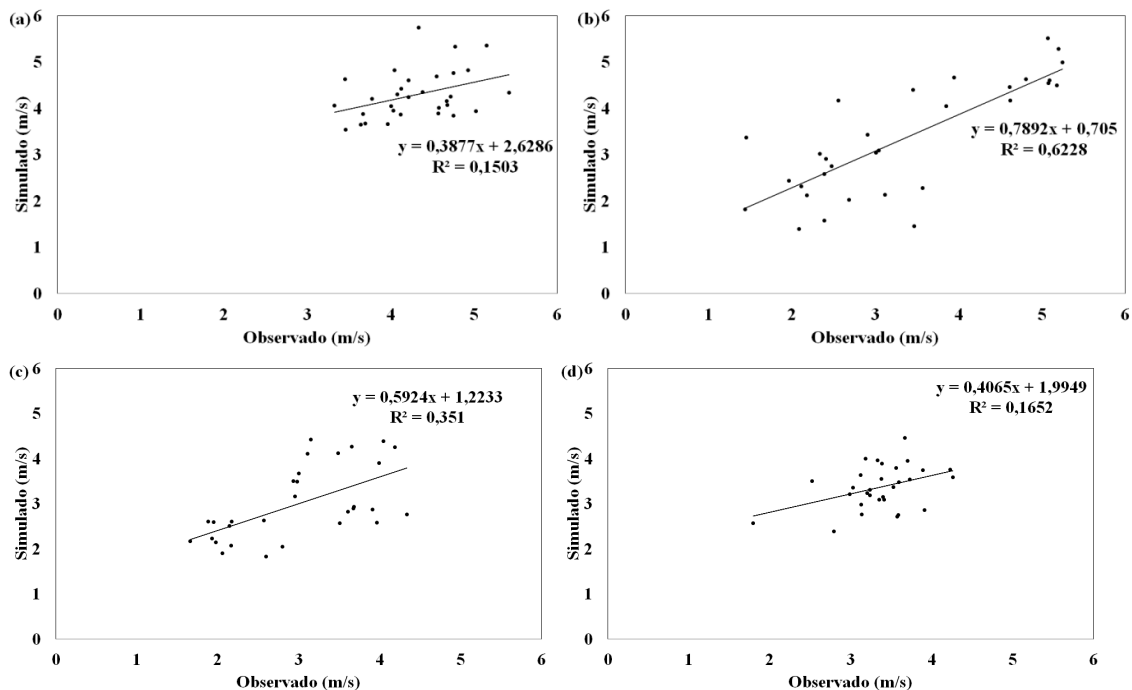 (a)
6
5
4
3
2
1
0
Simulado (m/s)
y = 0,3877x + 2,6286
R² = 0,1503
0 1 2 3 4 5 6
Observado (m/s)
(b)
6
5
4
3
2
1
0
Simulado (m/s)
y = 0,7892x + 0,705
R² = 0,6228
0 1 2 3 4 5 6
Observado (m/s)
(c)
6
5
4
3
2
1
0
Simulado (m/s)
y = 0,5924x + 1,2233
R² = 0,351
0 1 2 3 4 5 6
Observado (m/s)
(d)
6
5
4
3
2
1
0
Simulado (m/s)
y = 0,4065x + 1,9949
R² = 0,1652
0 1 2 3 4 5 6
Observado (m/s)